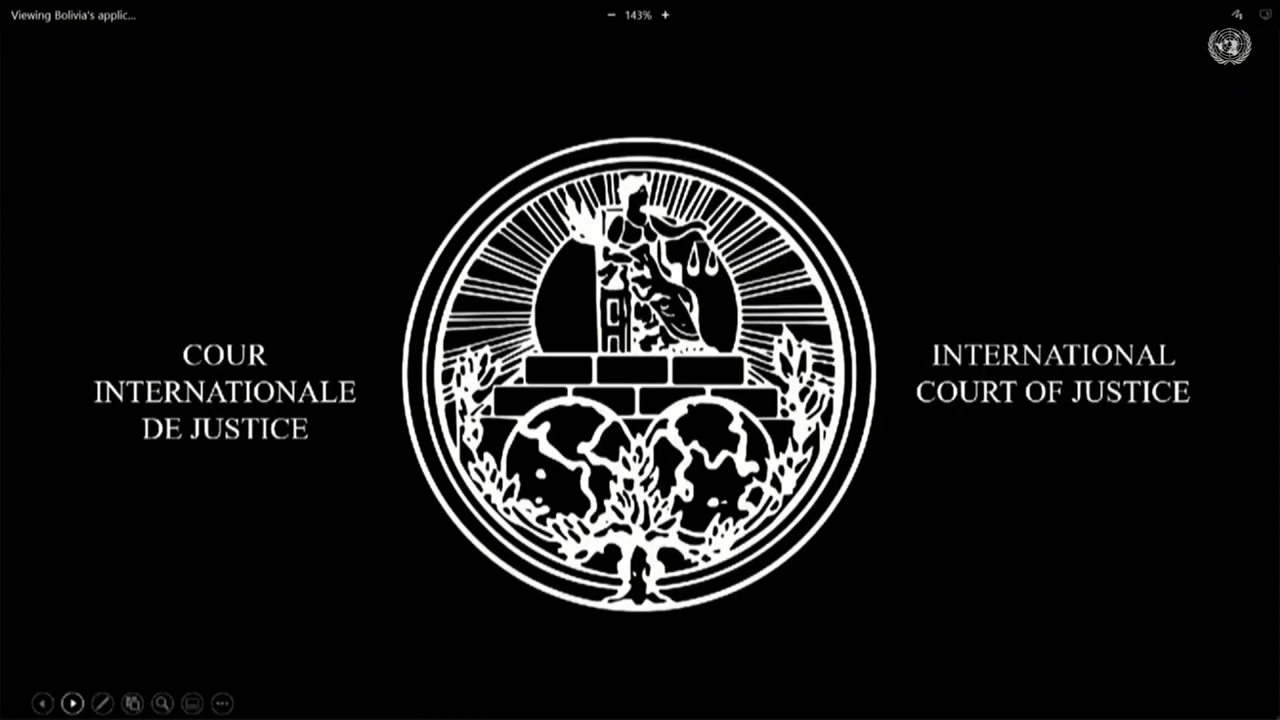 Viewing Bolivia's applic...
143%
COUR
INTERNATIONALE
DE JUSTICE
INTERNATIONAL
COURT OF JUSTICE